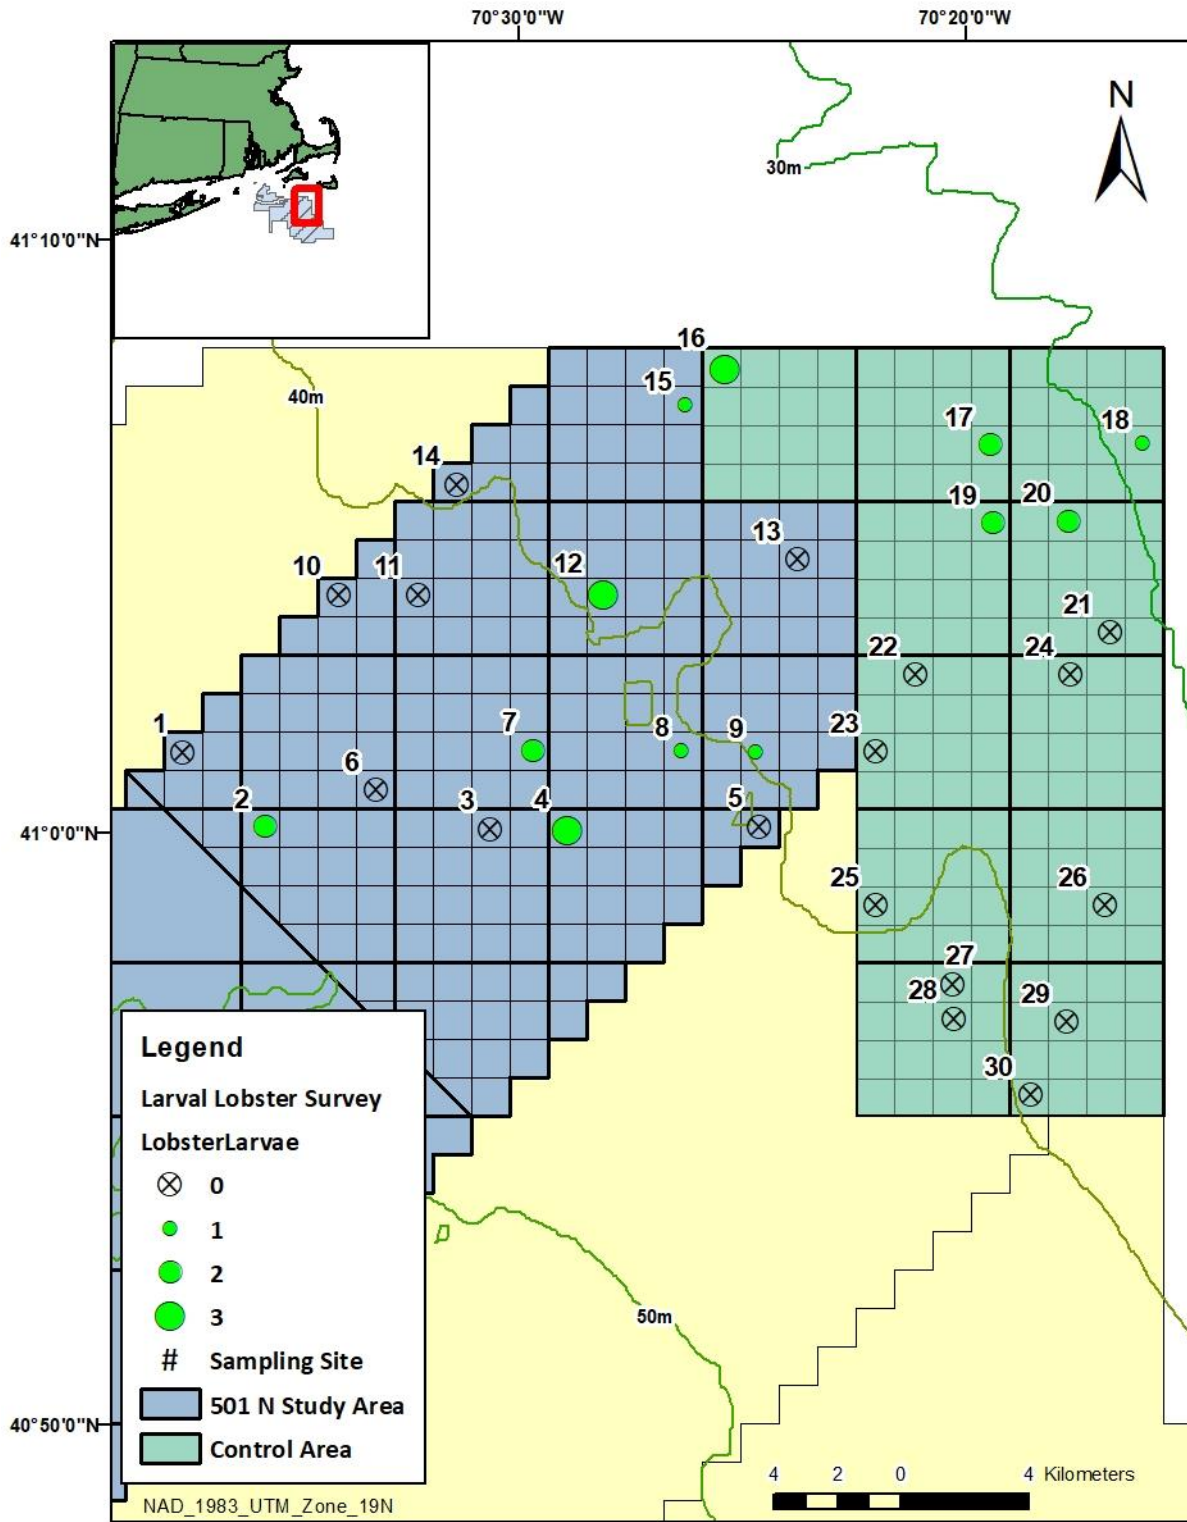 70°30'0"W
70°20'0"W
N
30m
41°10'0"N
16
40m
15
17
18
14
19
20
13
10
11
12
21
22
24
1
7
8
9
23
6
2
3
4
5
41°0'0"N
25
26
27
28
29
30
Legend
Larval Lobster Survey
LobsterLarvae
0
1
2
3
# Sampling Site
501 N Study Area
Control Area
50m
40°50'0"N
4 2 0 4 Kilometers
NAD_1983_UTM_Zone_19N